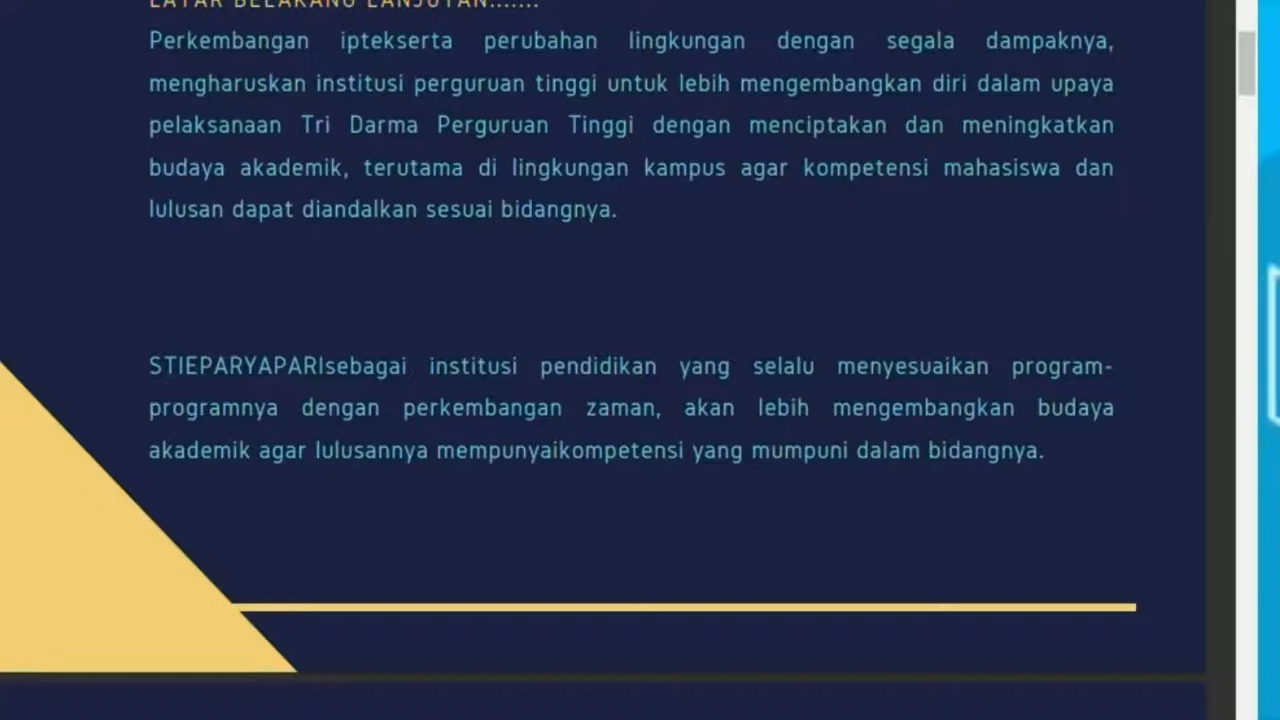 LATAR BELAKANG LANJUTAN.......
Perkembangan iptekserta perubahan lingkungan dengan segala dampaknya,
mengharuskan institusi perguruan tinggi untuk lebih mengembangkan diri dalam upaya
pelaksanaan Tri Darma Perguruan Tinggi dengan menciptakan dan meningkatkan
budaya akademik, terutama di lingkungan kampus agar kompetensi mahasiswa dan
lulusan dapat diandalkan sesuai bidangnya.
STIEPARYAPARIsebagai institusi pendidikan yang selalu menyesuaikan program-
programnya dengan perkembangan zaman, akan lebih mengembangkan budaya
akademik agar lulusannya mempunyaikompetensi yang mumpuni dalam bidangnya.